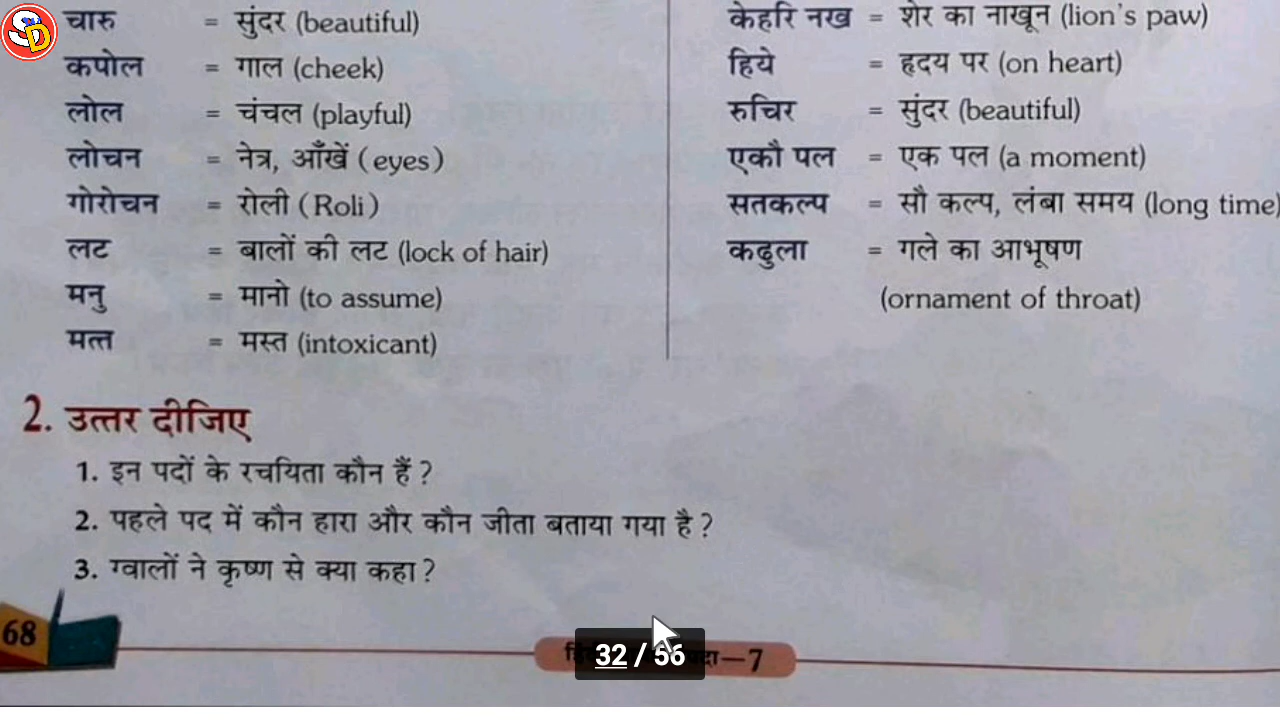 SD
चारु = सुंदर (beautiful)
कपोल = गाल (cheek)
लोल = चंचल (playful)
लोचन = नेत्र, आँखें (eyes)
गोरोचन = रोली (Roli)
लट = बालों की लट (lock of hair)
मनु = मानो (to assume)
मत्त = मस्त (intoxicant)
केहरि नख = शेर का नाखून (lion's paw)
हिये = हृदय पर (on heart)
रुचिर = सुंदर (beautiful)
एकौ पल = एक पल (a moment)
सतकल्प = सौ कल्प, लंबा समय (long time)
कढुला = गले का आभूषण
(ornament of throat)
2. उत्तर दीजिए
1. इन पदों के रचयिता कौन हैं ?
2. पहले पद में कौन हारा और कौन जीता बताया गया है ?
3. ग्वालों ने कृष्ण से क्या कहा ?
68
—7
32 / 56